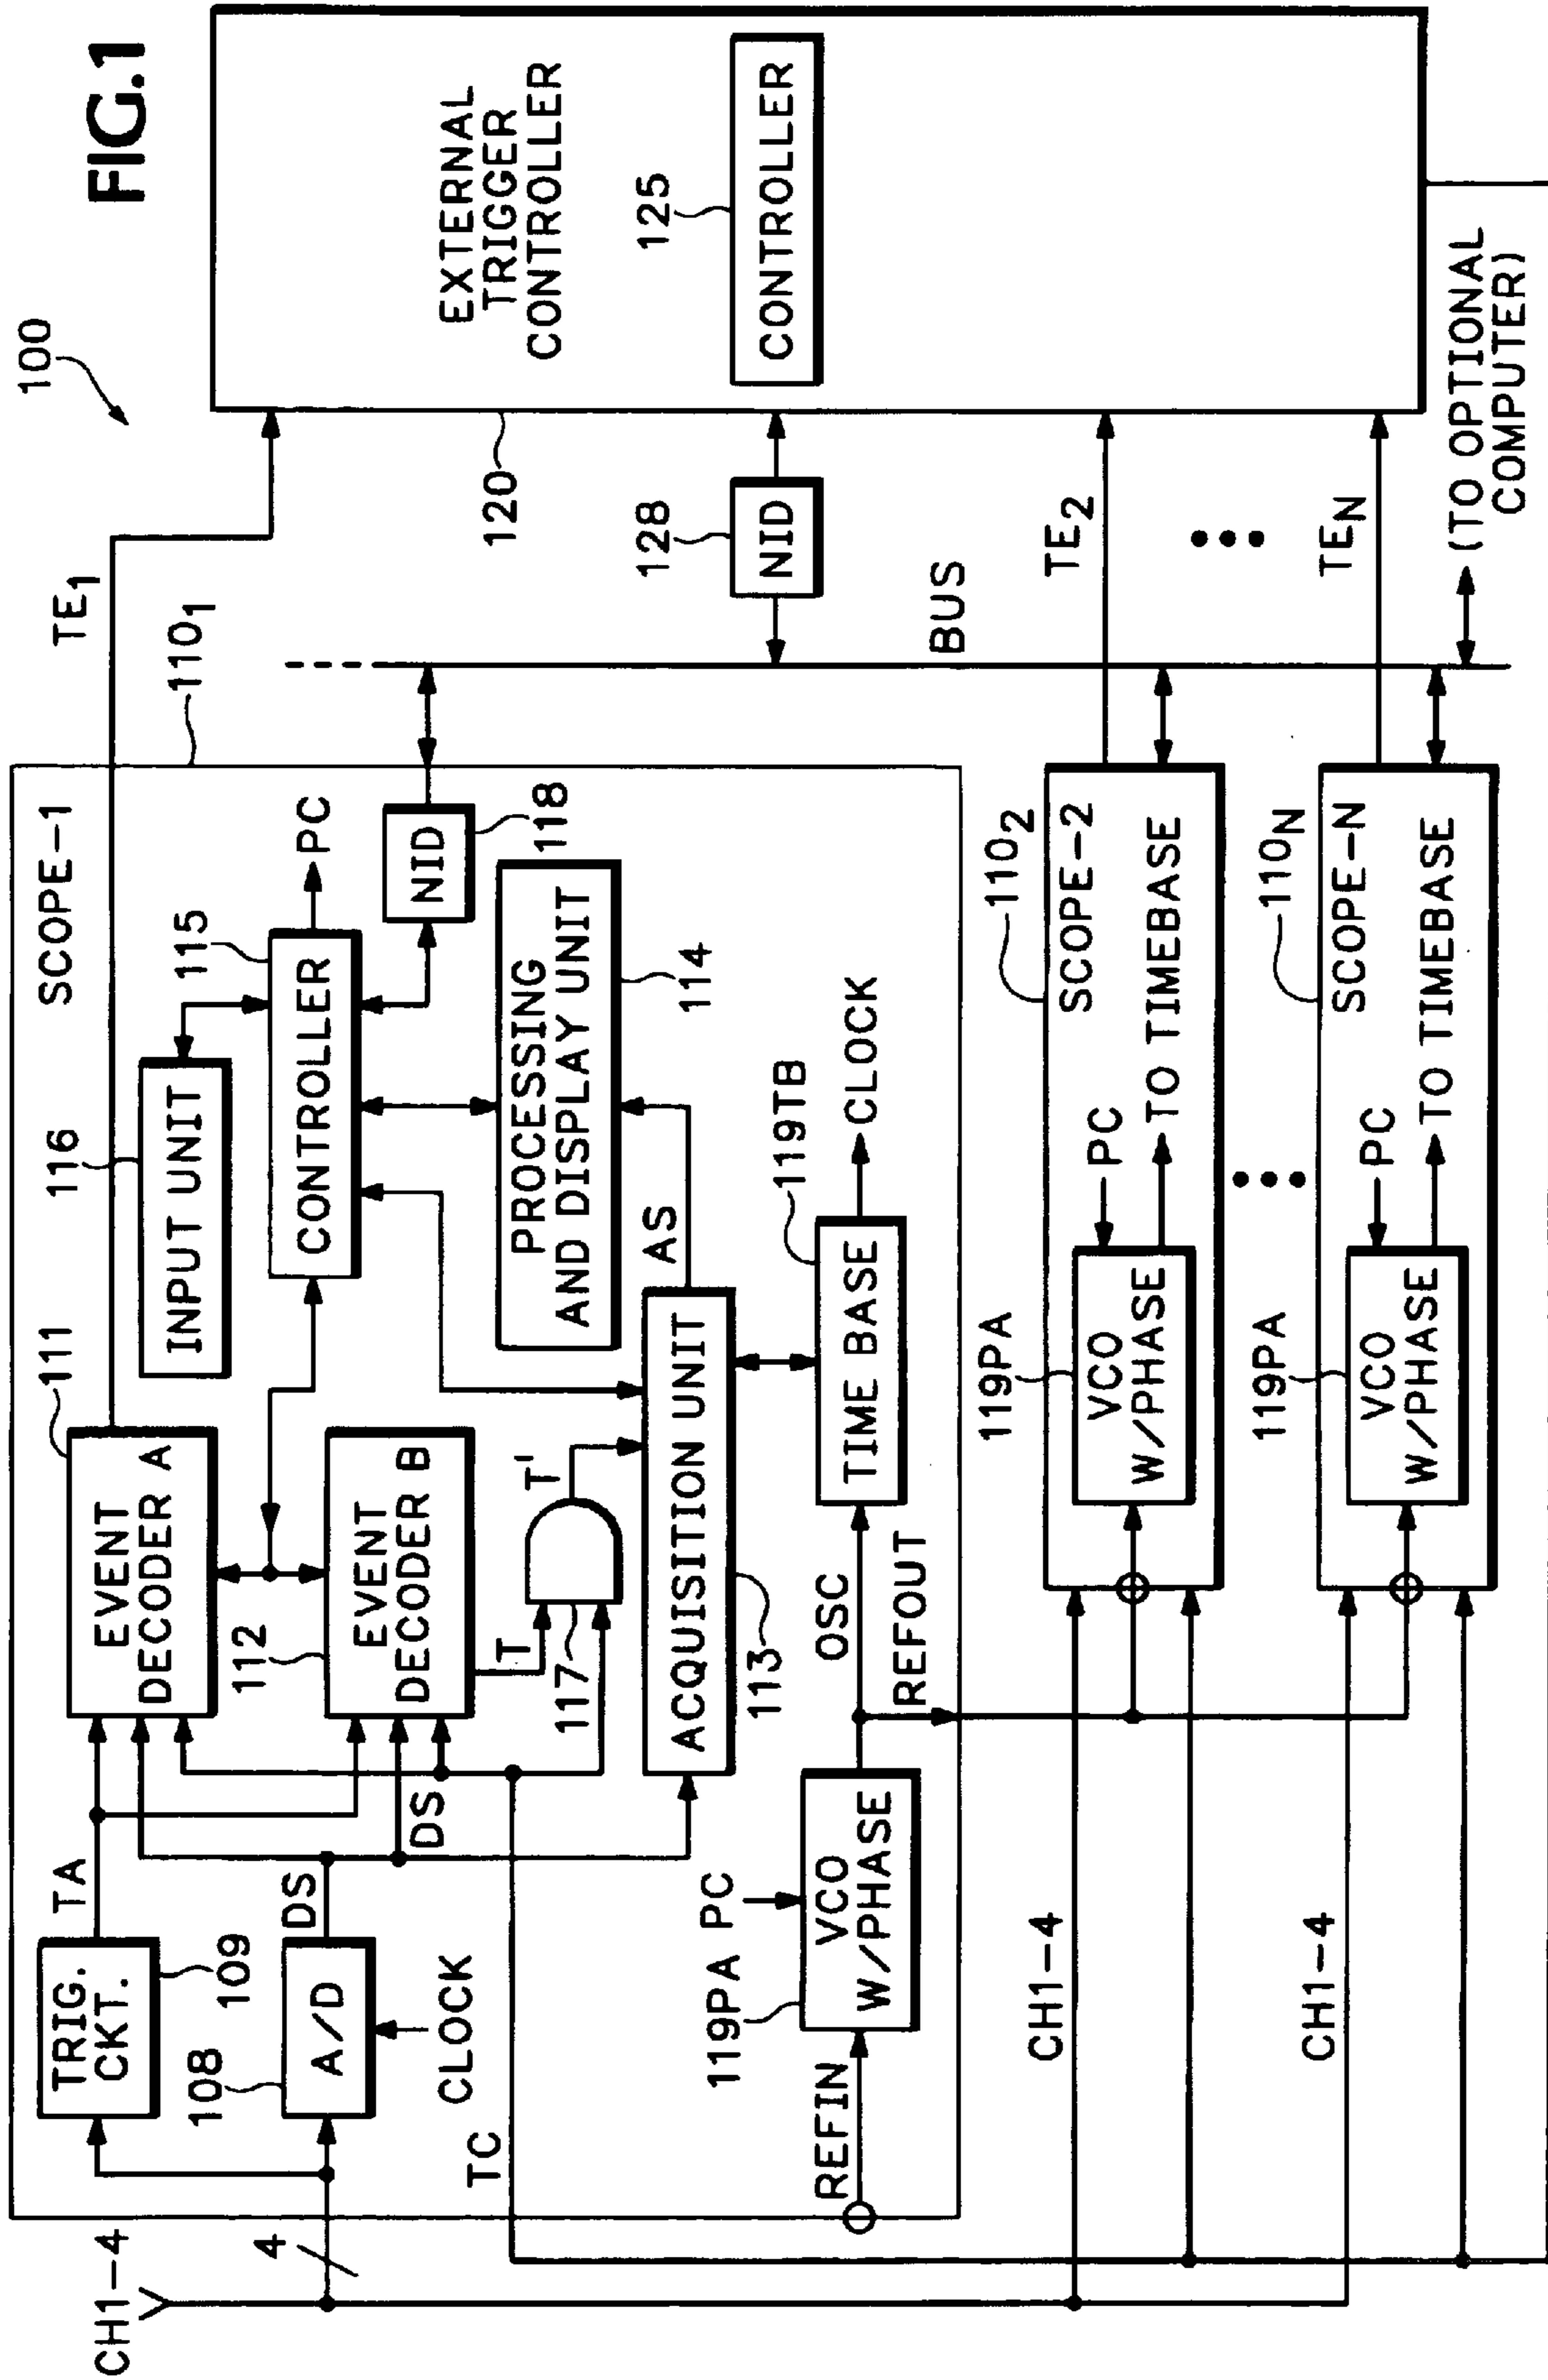 FIG.1
100
CH1-4
4
TRIG.
CKT.
109
TA
108
A/D
DS
CLOCK
DS
TC
111
EVENT
DECODER A
112
EVENT
DECODER B
T
117
T'
116
INPUT UNIT
115
CONTROLLER
PC
SCOPE-1
TE1
1101
NID
118
PROCESSING
AND DISPLAY UNIT
114
AS
ACQUISITION UNIT
113
REFIN
119PA
PC
VCO
W/PHASE
OSC
REFOUT
TIME BASE
119TB
CLOCK
EXTERNAL
TRIGGER
CONTROLLER
120
125
CONTROLLER
128
NID
BUS
CH1-4
119PA
VCO
W/PHASE
PC
TO TIMEBASE
SCOPE-2
1102
TE2
CH1-4
119PA
VCO
W/PHASE
PC
TO TIMEBASE
SCOPE-N
110N
TEN
(TO OPTIONAL
COMPUTER)